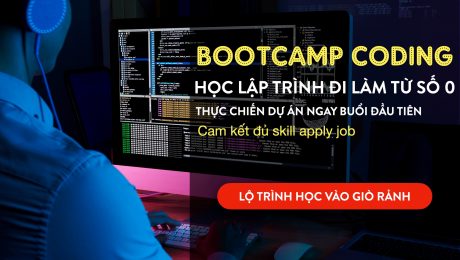 BOOTCAMP CODING
HỌC LẬP TRÌNH ĐI LÀM TỪ SỐ 0
THỰC CHIẾN DỰ ÁN NGAY BUỔI ĐẦU TIÊN
Cam kết đủ skill apply job
LỘ TRÌNH HỌC VÀO GIỜ RẢNH